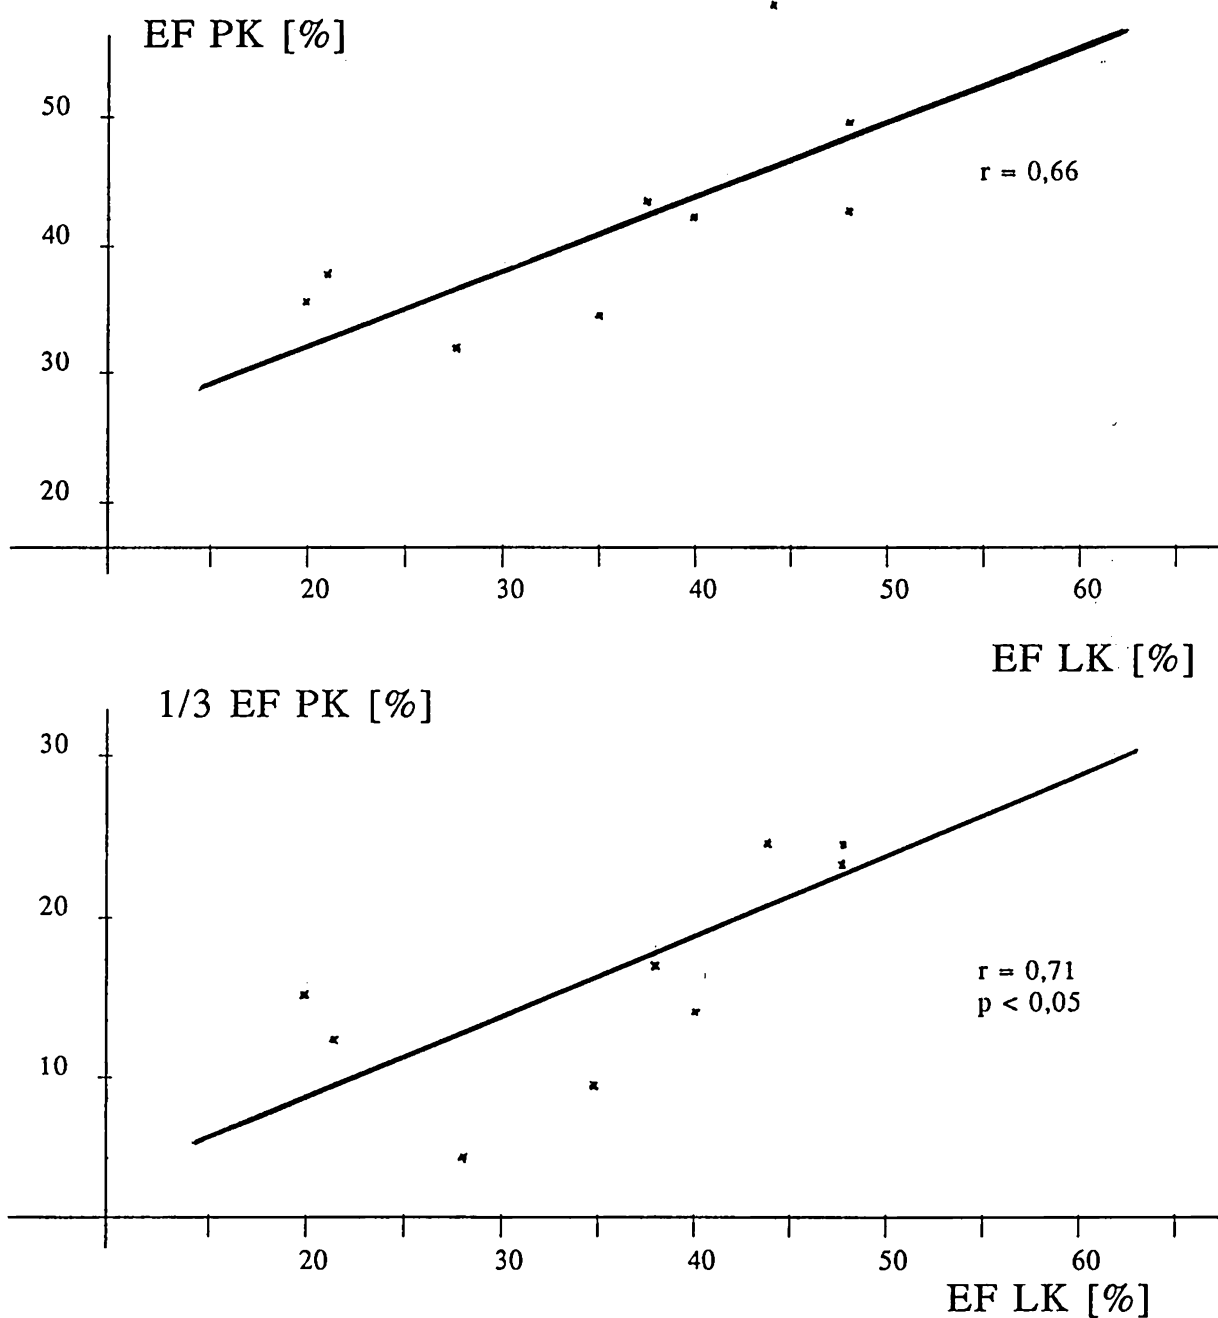 EF PK [%]
50
r = 0,66
40
30
20
20 30 40 50 60
EF LK [%]
1/3 EF PK [%]
30
20
r = 0,71
p < 0,05
10
20 30 40 50 60
EF LK [%]